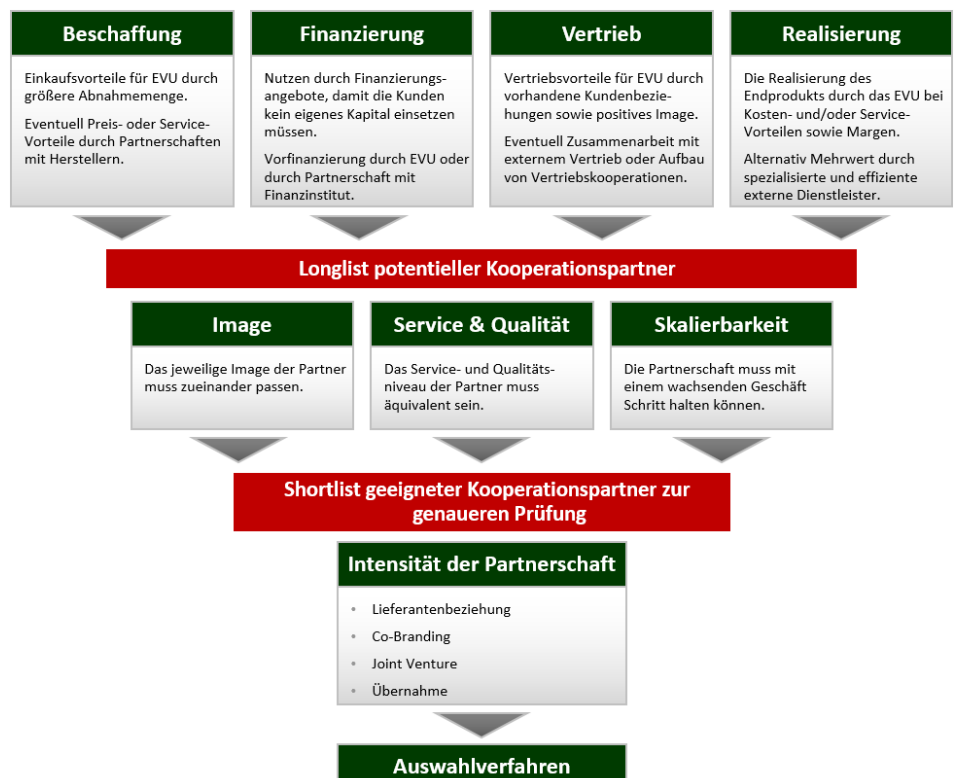 Beschaffung
Einkaufsvorteile für EVU durch
größere Abnahmemenge.
Eventuell Preis- oder Service-
Vorteile durch Partnerschaften
mit Herstellern.
Finanzierung
Nutzen durch Finanzierungs-
angebote, damit die Kunden
kein eigenes Kapital einsetzen
müssen.
Vorfinanzierung durch EVU oder
durch Partnerschaft mit
Finanzinstitut.
Vertrieb
Vertriebsvorteile für EVU durch
vorhandene Kundenbezie-
hungen sowie positives Image.
Eventuell Zusammenarbeit mit
externem Vertrieb oder Aufbau
von Vertriebskooperationen.
Realisierung
Die Realisierung des
Endprodukts durch das EVU bei
Kosten- und/oder Service-
Vorteilen sowie Margen.
Alternativ Mehrwert durch
spezialisierte und effiziente
externe Dienstleister.
Longlist potentieller Kooperationspartner
Image
Das jeweilige Image der Partner
muss zueinander passen.
Service & Qualität
Das Service- und Qualitäts-
niveau der Partner muss
äquivalent sein.
Skalierbarkeit
Die Partnerschaft muss mit
einem wachsenden Geschäft
Schritt halten können.
Shortlist geeigneter Kooperationspartner zur
genaueren Prüfung
Intensität der Partnerschaft
• Lieferantenbeziehung
• Co-Branding
• Joint Venture
• Übernahme
Auswahlverfahren